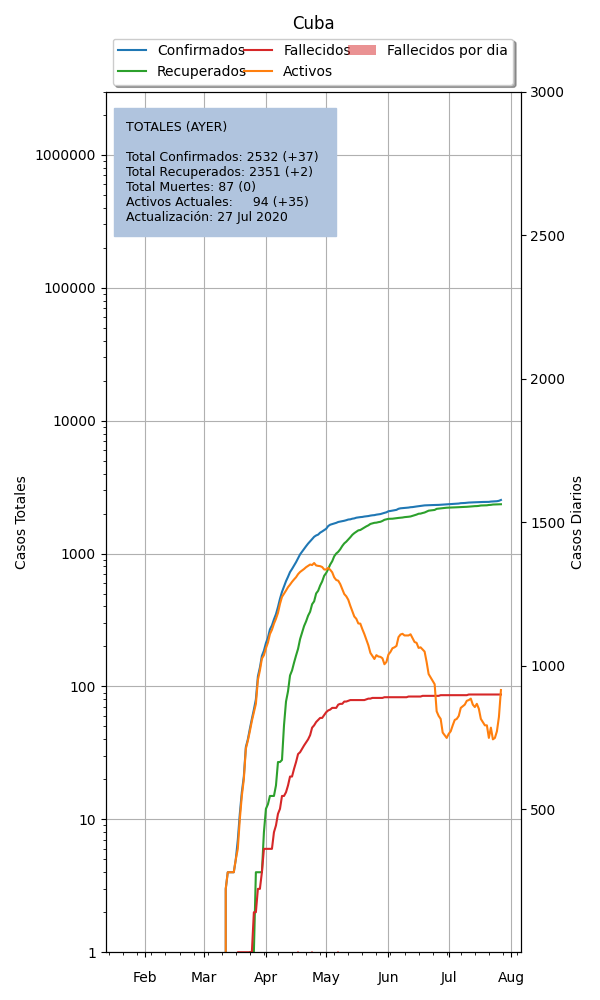 Cuba
Confirmados
Recuperados
Fallecidos
Activos
Fallecidos por dia
TOTALES (AYER)
Total Confirmados: 2532 (+37)
Total Recuperados: 2351 (+2)
Total Muertes: 87 (0)
Activos Actuales: 94 (+35)
Actualización: 27 Jul 2020
Casos Totales
1000000
100000
10000
1000
100
10
1
3000
2500
2000
1500
1000
500
Casos Diarios
Feb Mar Apr May Jun Jul Aug